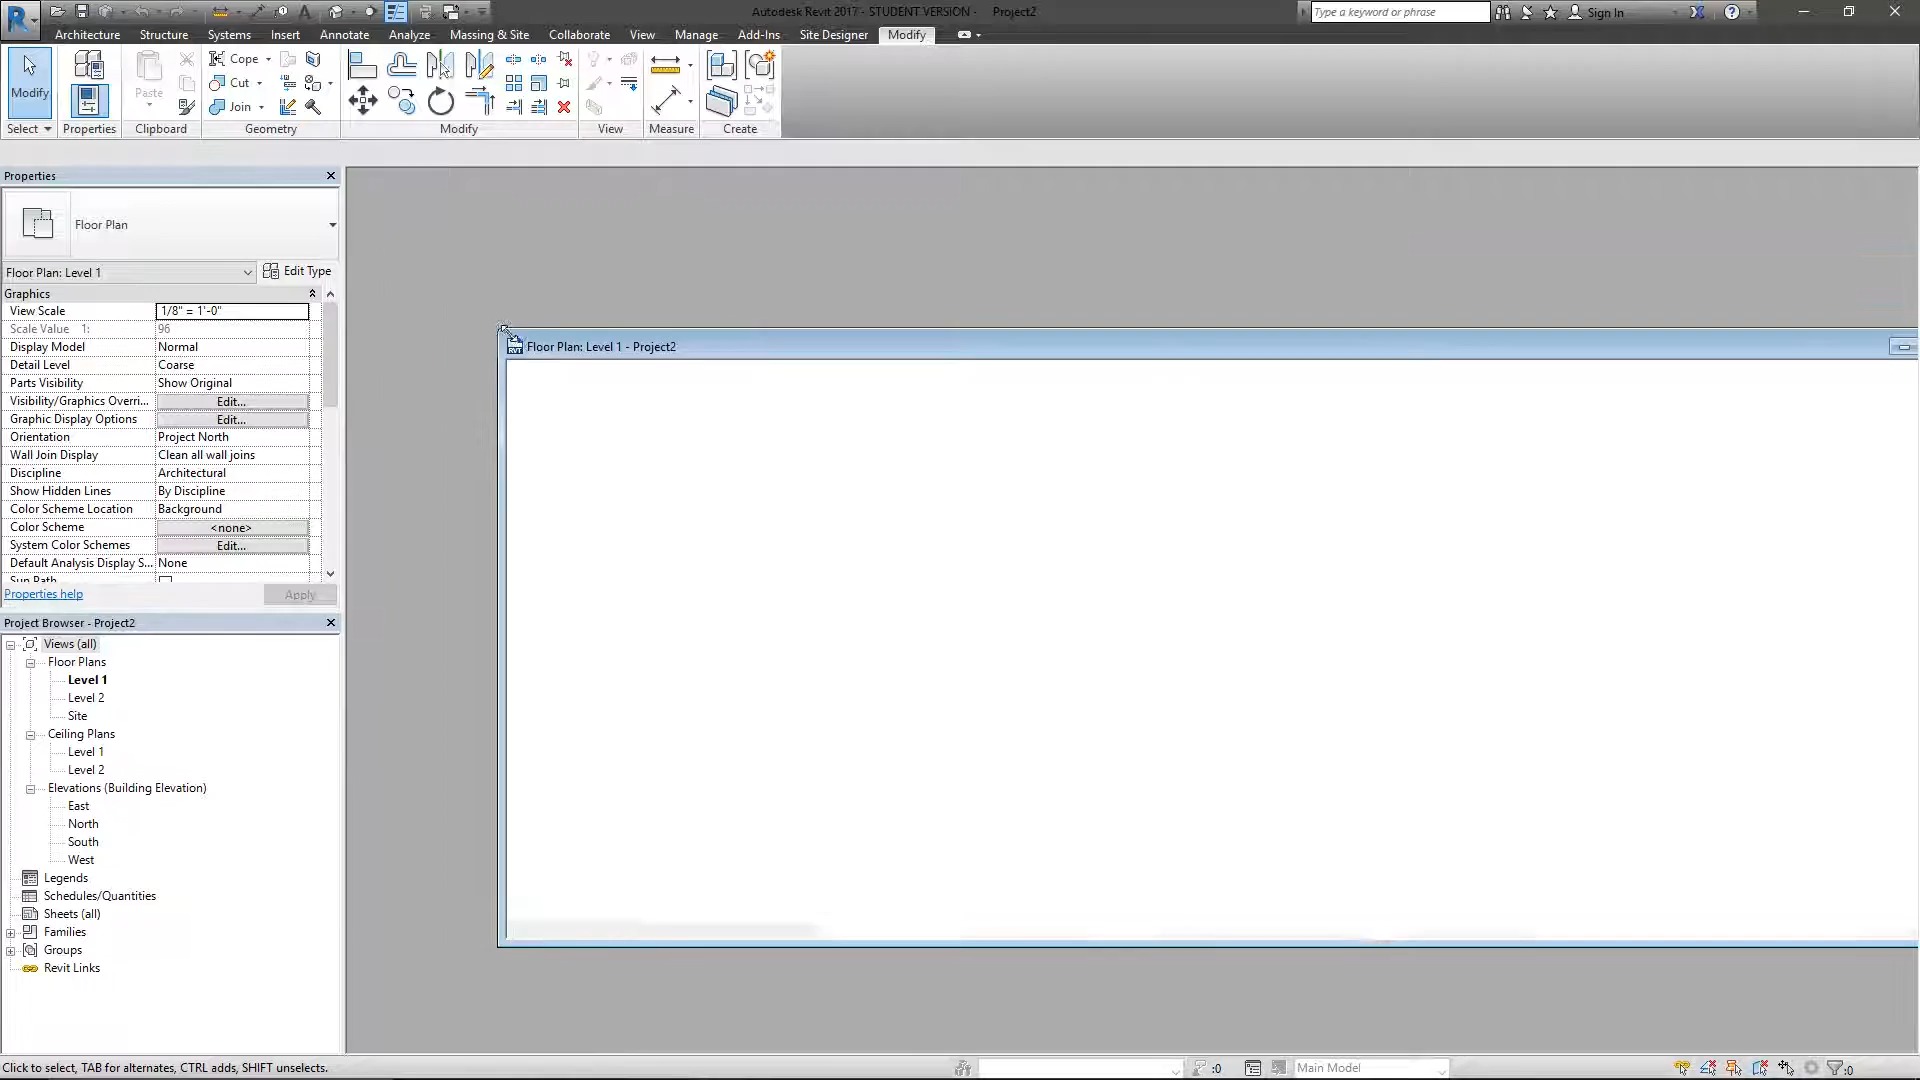 Autodesk Revit 2017 - STUDENT VERSION -    Project2
Type a keyword or phrase
Sign In
Architecture Structure Systems Insert Annotate Analyze Massing & Site Collaborate View Manage Add-Ins Site Designer Modify
Modify
Paste
Cope
Cut
Join
Select Properties Clipboard Geometry Modify View Measure Create
Properties
Floor Plan
Floor Plan: Level 1
Edit Type
Graphics
View Scale 1/8" = 1'-0"
Scale Value 1: 96
Display Model Normal
Detail Level Coarse
Parts Visibility Show Original
Visibility/Graphics Overri... Edit...
Graphic Display Options Edit...
Orientation Project North
Wall Join Display Clean all wall joins
Discipline Architectural
Show Hidden Lines By Discipline
Color Scheme Location Background
Color Scheme <none>
System Color Schemes Edit...
Default Analysis Display S... None
Sun Path
Properties help
Apply
Project Browser - Project2
Views (all)
Floor Plans
Level 1
Level 2
Site
Ceiling Plans
Level 1
Level 2
Elevations (Building Elevation)
East
North
South
West
Legends
Schedules/Quantities
Sheets (all)
Families
Groups
Revit Links
Floor Plan: Level 1 - Project2
Click to select, TAB for alternates, CTRL adds, SHIFT unselects.
:0
Main Model
:0